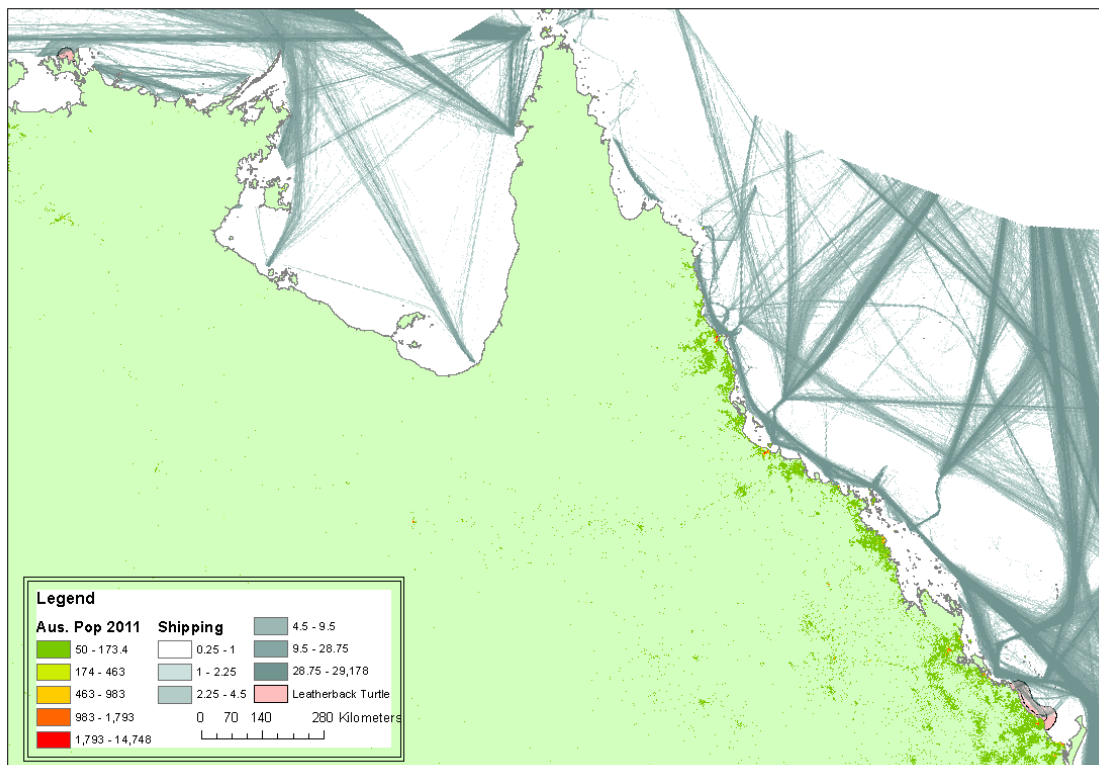 Legend
Aus. Pop 2011
50 - 173.4
174 - 463
463 - 983
983 - 1,793
1,793 - 14,748
Shipping
0.25 - 1
1 - 2.25
2.25 - 4.5
4.5 - 9.5
9.5 - 28.75
28.75 - 29,178
Leatherback Turtle
0 70 140 280 Kilometers